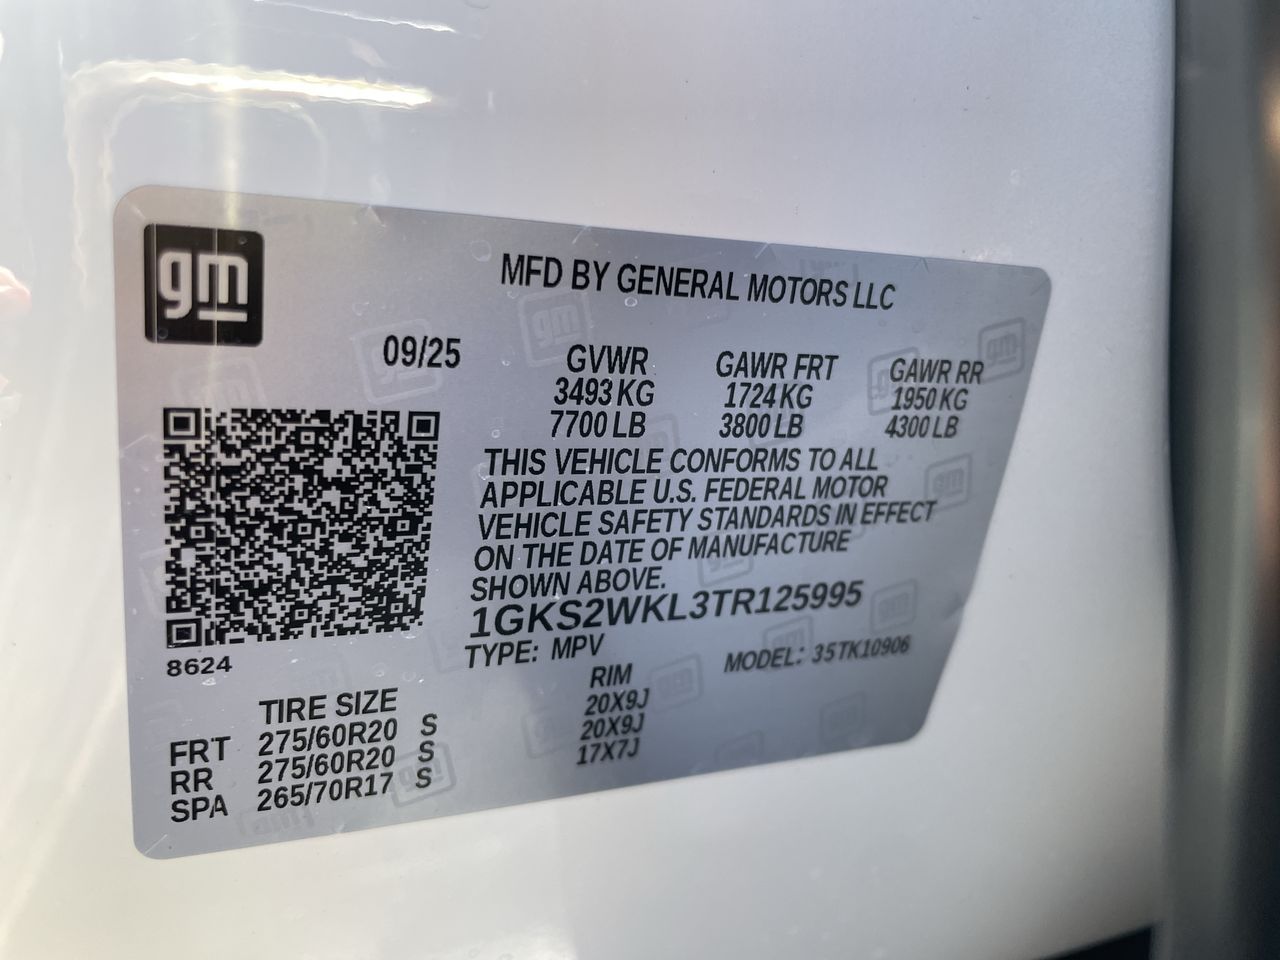 gm
MFD BY GENERAL MOTORS LLC
09/25
GVWR GAWR FRT GAWR RR
3493 KG 1724 KG 1950 KG
7700 LB 3800 LB 4300 LB
THIS VEHICLE CONFORMS TO ALL
APPLICABLE U.S. FEDERAL MOTOR
VEHICLE SAFETY STANDARDS IN EFFECT
ON THE DATE OF MANUFACTURE
SHOWN ABOVE.
1GKS2WKL3TR125995
TYPE: MPV MODEL: 35TK10906
8624
TIRE SIZE RIM
FRT 275/60R20 S 20X9J
RR 275/60R20 S 20X9J
SPA 265/70R17 S 17X7J